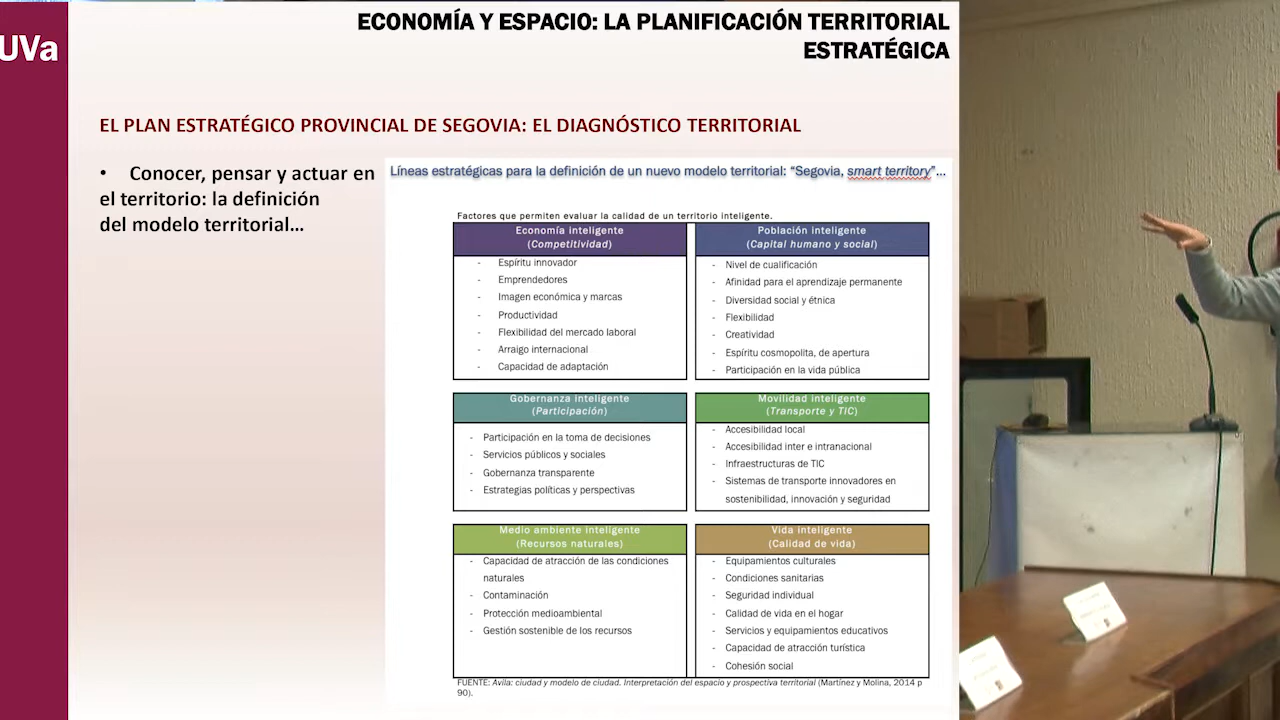 UVa
ECONOMÍA Y ESPACIO: LA PLANIFICACIÓN TERRITORIAL
ESTRATÉGICA
EL PLAN ESTRATÉGICO PROVINCIAL DE SEGOVIA: EL DIAGNÓSTICO TERRITORIAL
• Conocer, pensar y actuar en
el territorio: la definición
del modelo territorial...
Líneas estratégicas para la definición de un nuevo modelo territorial: “Segovia, smart territory”...
Factores que permiten evaluar la calidad de un territorio inteligente.
Economía inteligente
(Competitividad)
- Espíritu innovador
- Emprendedores
- Imagen económica y marcas
- Productividad
- Flexibilidad del mercado laboral
- Arraigo internacional
- Capacidad de adaptación
Población inteligente
(Capital humano y social)
- Nivel de cualificación
- Afinidad para el aprendizaje permanente
- Diversidad social y étnica
- Flexibilidad
- Creatividad
- Espíritu cosmopolita, de apertura
- Participación en la vida pública
Gobernanza inteligente
(Participación)
- Participación en la toma de decisiones
- Servicios públicos y sociales
- Gobernanza transparente
- Estrategias políticas y perspectivas
Movilidad inteligente
(Transporte y TIC)
- Accesibilidad local
- Accesibilidad inter e intranacional
- Infraestructuras de TIC
- Sistemas de transporte innovadores en
sostenibilidad, innovación y seguridad
Medio ambiente inteligente
(Recursos naturales)
- Capacidad de atracción de las condiciones
naturales
- Contaminación
- Protección medioambiental
- Gestión sostenible de los recursos
Vida inteligente
(Calidad de vida)
- Equipamientos culturales
- Condiciones sanitarias
- Seguridad individual
- Calidad de vida en el hogar
- Servicios y equipamientos educativos
- Capacidad de atracción turística
- Cohesión social
FUENTE: Avila: ciudad y modelo de ciudad. Interpretación del espacio y prospectiva territorial (Martínez y Molina, 2014 p
90).